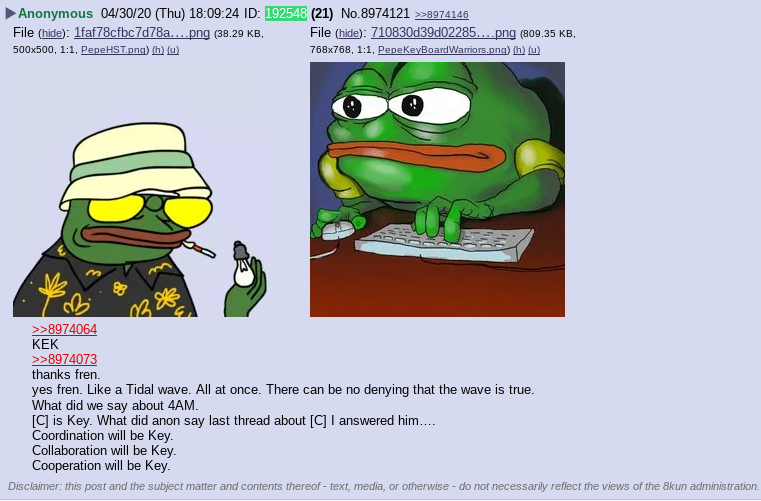 ▶Anonymous 04/30/20 (Thu) 18:09:24 ID: 192548 (21) No.8974121 >>8974146
File (hide): 1faf78cfbc7d78a….png (38.29 KB, 500x500, 1:1, PepeHST.png) (h) (u)
File (hide): 710830d39d02285….png (809.35 KB, 768x768, 1:1, PepeKeyBoardWarriors.png) (h) (u)
>>8974064
KEK
>>8974073
thanks fren.
yes fren. Like a Tidal wave. All at once. There can be no denying that the wave is true.
What did we say about 4AM.
[C] is Key. What did anon say last thread about [C] I answered him….
Coordination will be Key.
Collaboration will be Key.
Cooperation will be Key.
Disclaimer: this post and the subject matter and contents thereof - text, media, or otherwise - do not necessarily reflect the views of the 8kun administration.